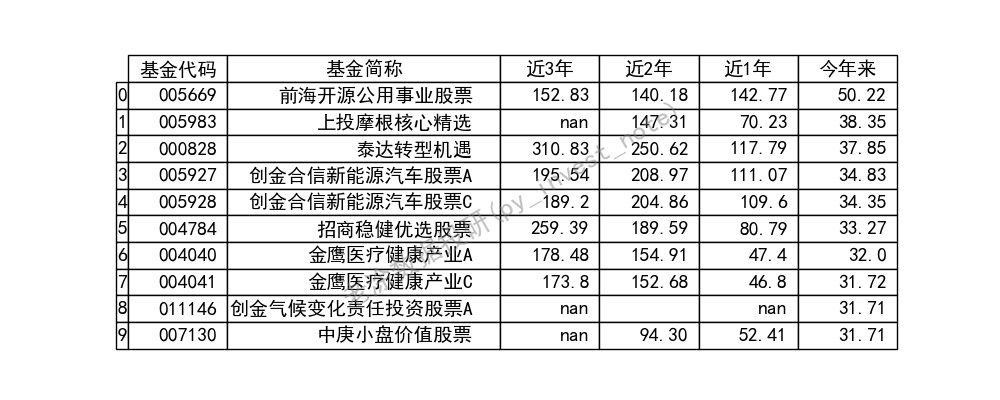 基金代码 基金简称 近3年 近2年 近1年 今年来
0 005669 前海开源公用事业股票 152.83 140.18 142.77 50.22
1 005983 上投摩根核心精选 nan 147.31 70.23 38.35
2 000828 泰达转型机遇 310.83 250.62 117.79 37.85
3 005927 创金合信新能源汽车股票A 195.54 208.97 111.07 34.83
4 005928 创金合信新能源汽车股票C 189.2 204.86 109.6 34.35
5 004784 招商稳健优选股票 259.39 189.59 80.79 33.27
6 004040 金鹰医疗健康产业A 178.48 154.91 47.4 32.0
7 004041 金鹰医疗健康产业C 173.8 152.68 46.8 31.72
8 011146 创金气候变化责任投资股票A nan nan 31.71
9 007130 中庚小盘价值股票 nan 94.30 52.41 31.71
(py_invest_note)